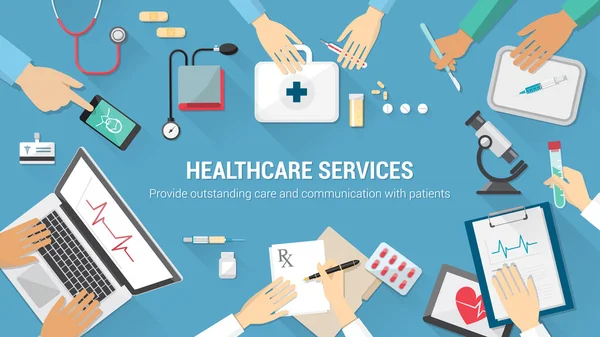 HEALTHCARE SERVICES
Provide outstanding care and communication with patients
Rx